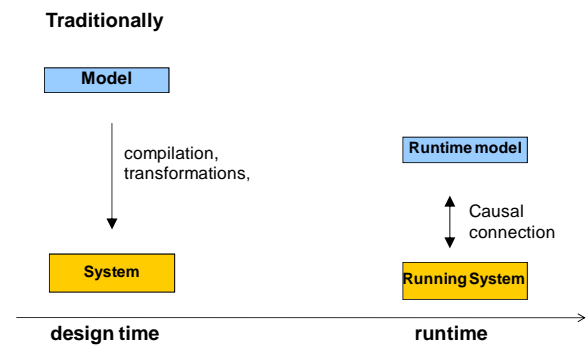 Traditionally
Model
compilation,
transformations,
System
design time
Runtime model
Causal
connection
Running System
runtime